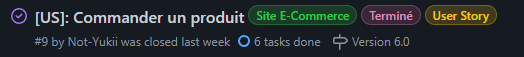 [US]: Commander un produit Site E-Commerce Terminé User Story
#9 by Not-Yukii was closed last week 6 tasks done Version 6.0